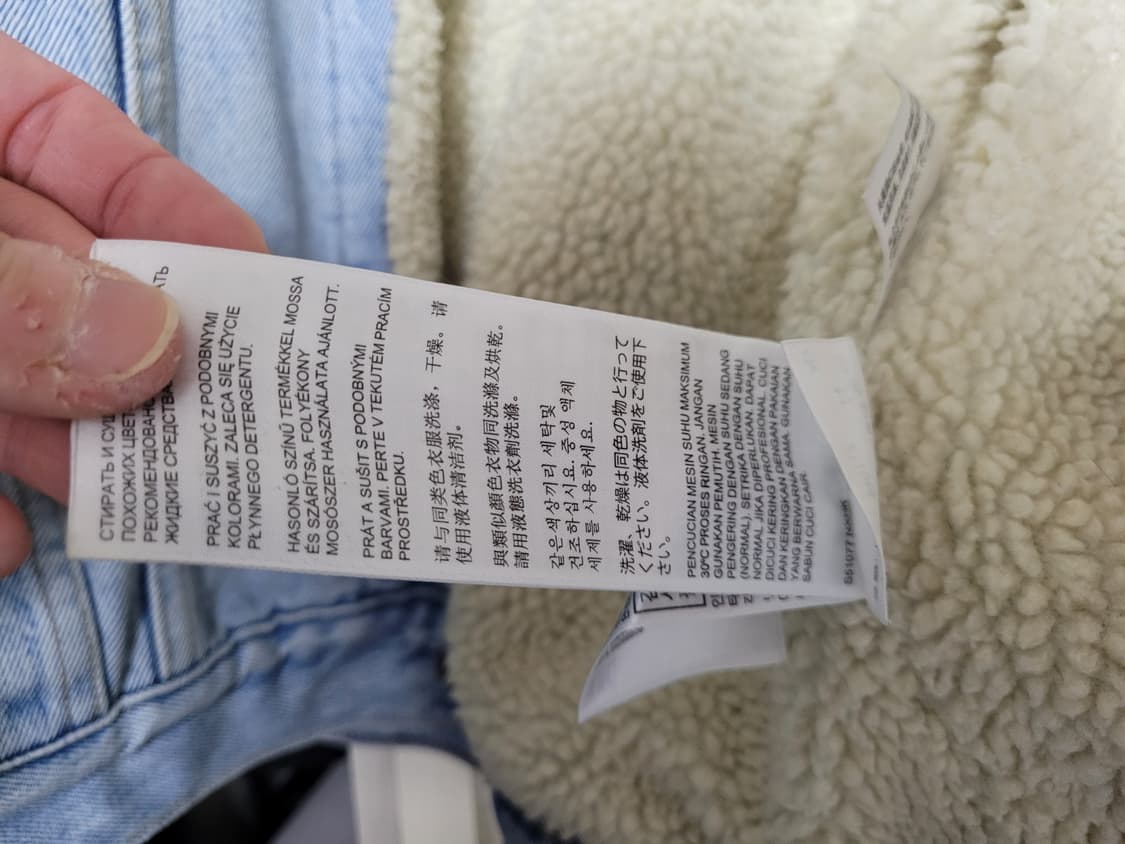 СТИРАТЬ И
ПОХОЖИХ
ЖИДКИЕ
PRAĆ I SUSZYĆ Z PODOBNYMI
KOLORAMI. ZALECA SIĘ UŻYCIE
PŁYNNEGO DETERGENTU.
HASONLÓ SZÍNŰ TERMÉKKEL MOSSA
ÉS SZÁRÍTSA. FOLYÉKONY
MOSÓSZER HASZNÁLATA AJÁNLOTT.
PRÁT A SUŠIT S PODOBNÝMI
BARVAMI. PERTE V TEKUTÉM PRACÍM
PROSTŘEDKU.
请与同类色衣服洗涤，干燥。请
使用液体清洁剂。
與類似顏色衣物同洗滌及烘乾。
請用液態洗衣劑洗滌。
같은색상끼리 세탁및
건조하십시요. 중성 액체
세제를 사용하세요.
洗濯、乾燥は同色の物と行って
ください。液体洗剤をご使用下
さい。
PENCUCIAN MESIN SUHU MAKSIMUM
30ºC PROSES RINGAN. JANGAN
GUNAKAN PEMUTIH. MESIN
PENGERING DENGAN SUHU SEDANG
(NORMAL). SETRIKA DENGAN SUHU
NORMAL JIKA DIPERLUKAN. DAPAT
DICUCI KERING PROFESIONAL. CUCI
DAN KERINGKAN DENGAN PAKAIAN
YANG BERWARNA SAMA. GUNAKAN
SABUN CUCI CAIR.